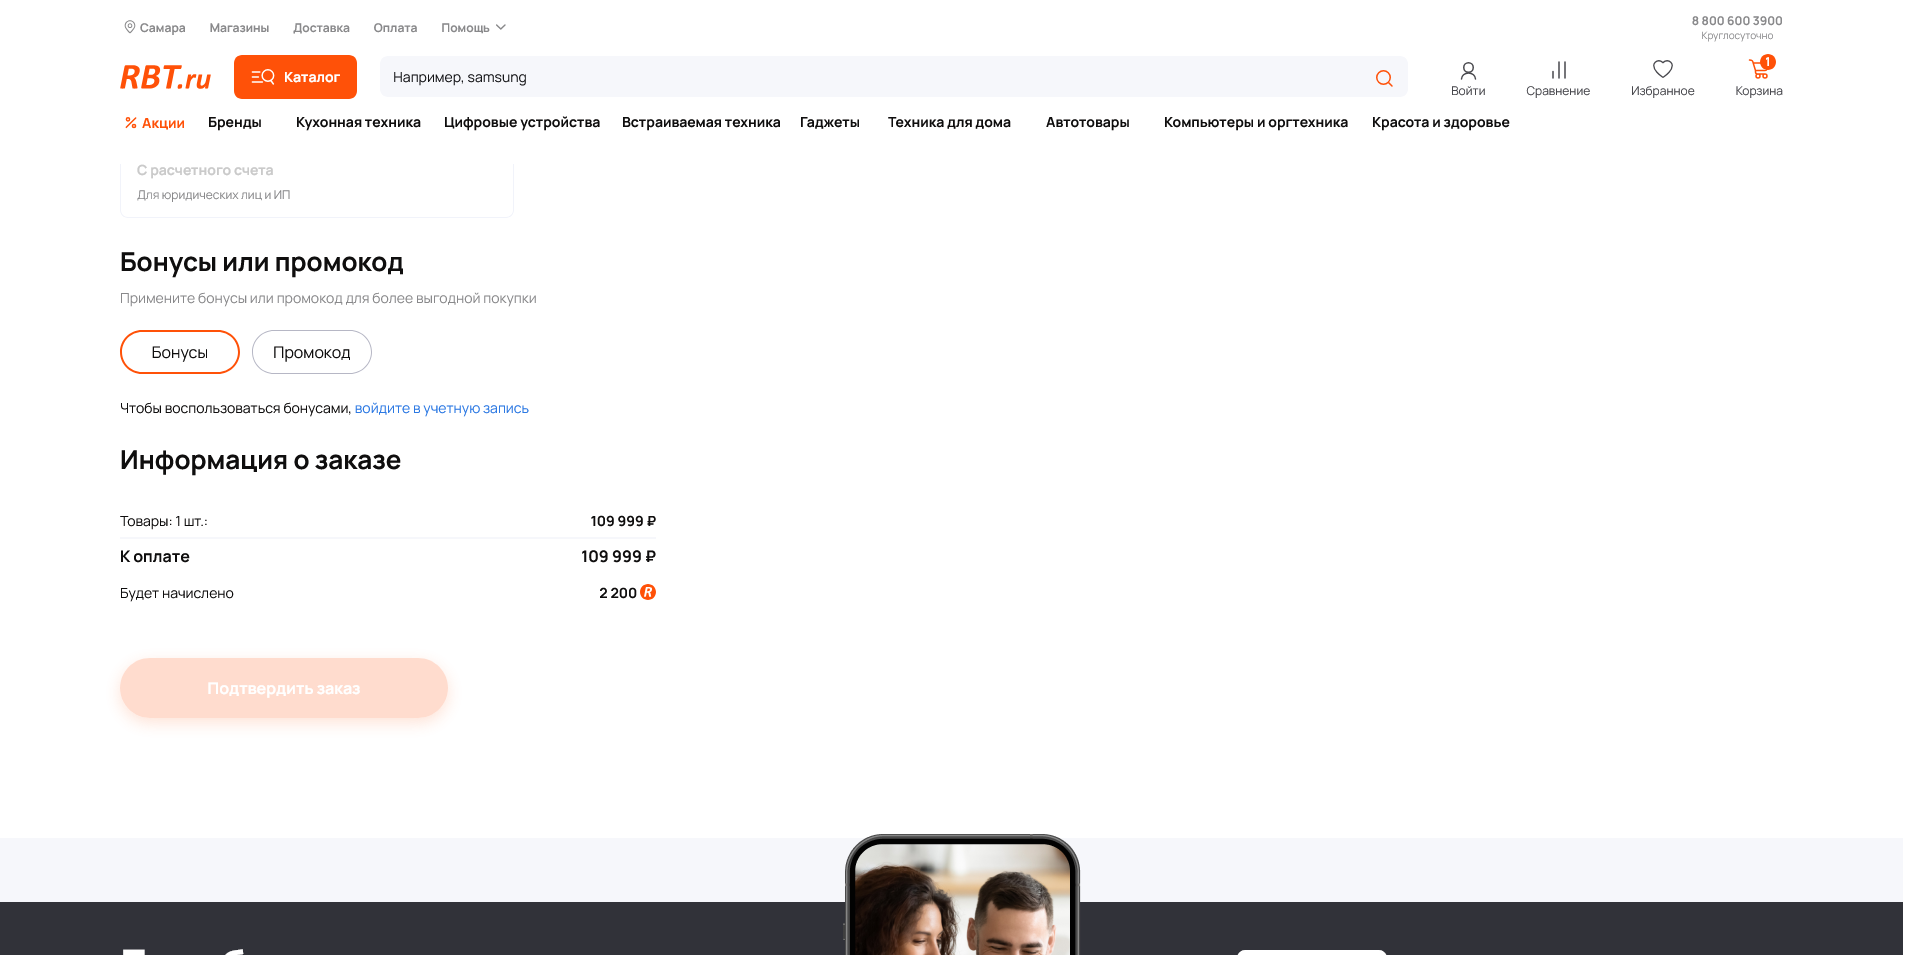 Самара Магазины Доставка Оплата Помощь
8 800 600 3900
Круглосуточно
RBT.ru Каталог Например, samsung
Войти Сравнение Избранное 1 Корзина
% Акции Бренды Кухонная техника Цифровые устройства Встраиваемая техника Гаджеты Техника для дома Автотовары Компьютеры и оргтехника Красота и здоровье
С расчетного счета
Для юридических лиц и ИП
Бонусы или промокод
Примените бонусы или промокод для более выгодной покупки
Бонусы Промокод
Чтобы воспользоваться бонусами, войдите в учетную запись
Информация о заказе
Товары: 1 шт.: 109 999 ₽
К оплате 109 999 ₽
Будет начислено 2 200 R
Подтвердить заказ